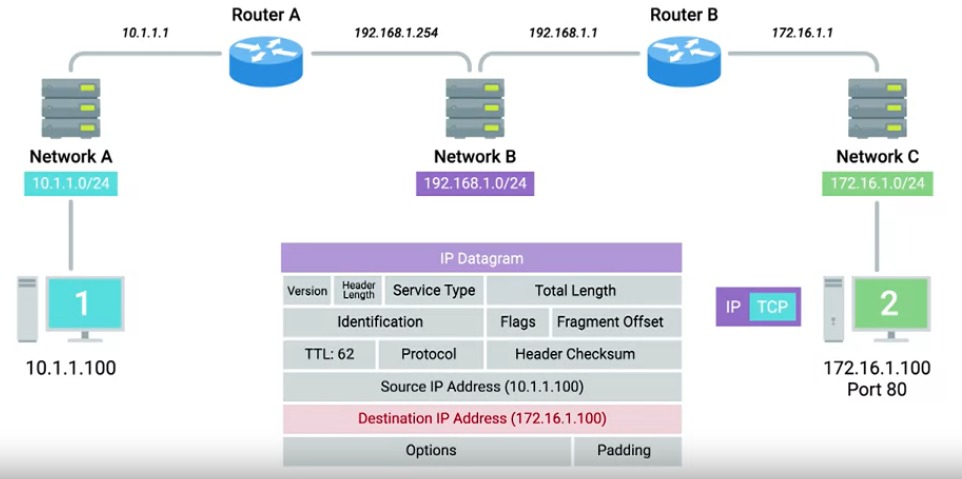 Router A
Router B
10.1.1.1
192.168.1.254
192.168.1.1
172.16.1.1
Network A
Network B
Network C
10.1.1.0/24
192.168.1.0/24
172.16.1.0/24
IP Datagram
Version
Header
Length
Service Type
Total Length
Identification
Flags
Fragment Offset
TTL: 62
Protocol
Header Checksum
Source IP Address (10.1.1.100)
Destination IP Address (172.16.1.100)
Options
Padding
1
10.1.1.100
IP TCP
2
172.16.1.100
Port 80